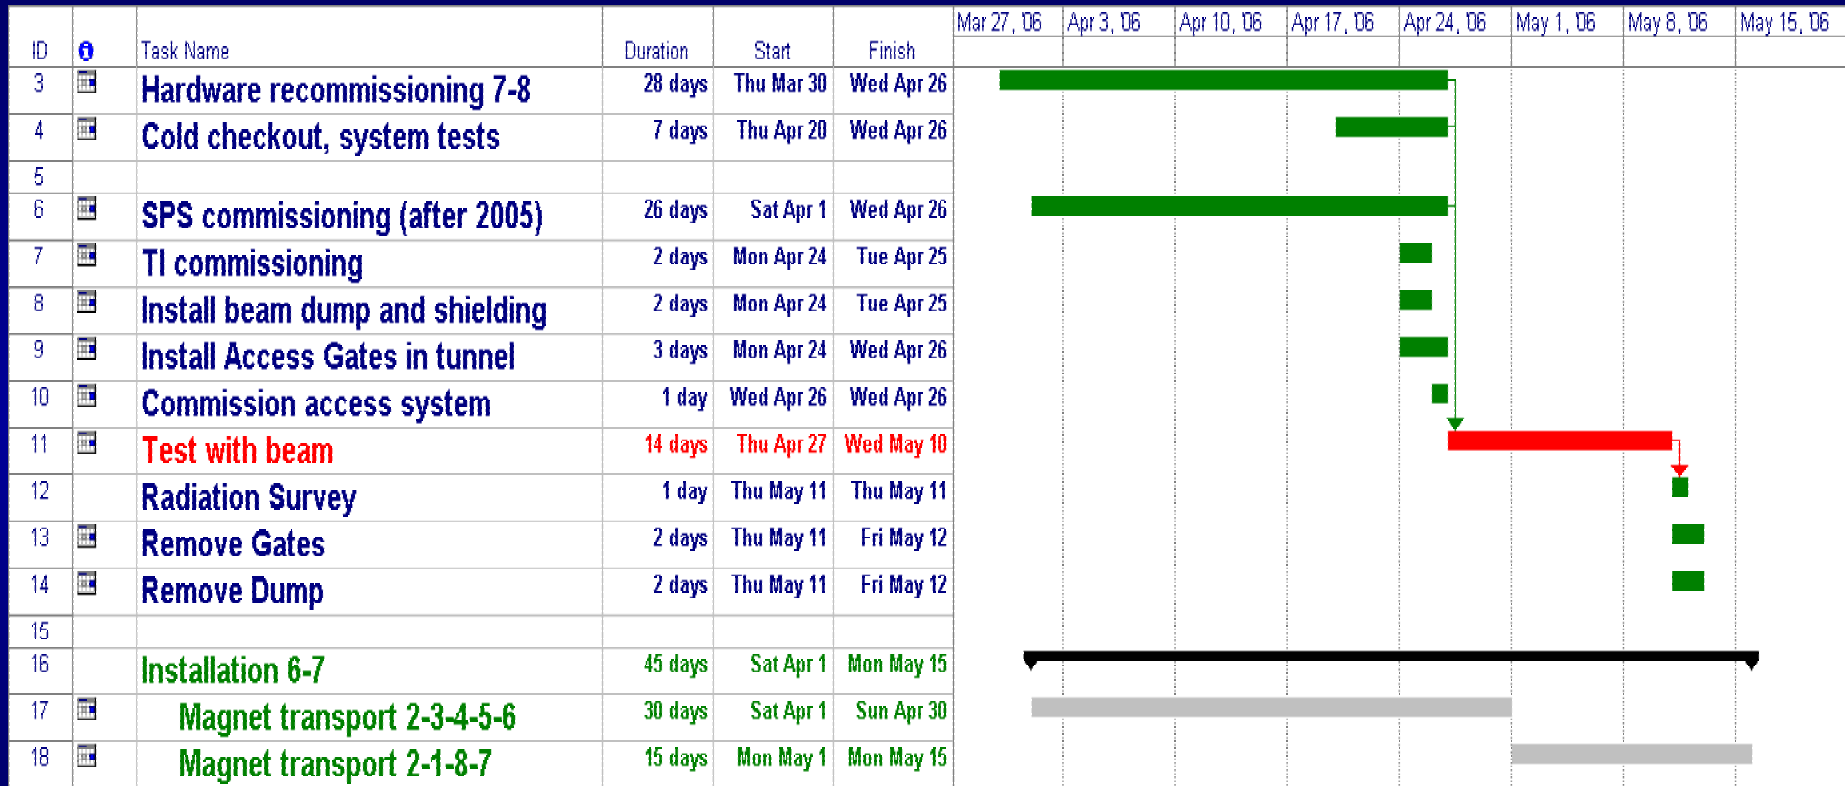 Mar 27, '06 Apr 3, '06 Apr 10, '06 Apr 17, '06 Apr 24, '06 May 1, '06 May 8, '06 May 15, '06
ID Task Name Duration Start Finish
3 Hardware recommissioning 7-8 28 days Thu Mar 30 Wed Apr 26
4 Cold checkout, system tests 7 days Thu Apr 20 Wed Apr 26
5
6 SPS commissioning (after 2005) 26 days Sat Apr 1 Wed Apr 26
7 TI commissioning 2 days Mon Apr 24 Tue Apr 25
8 Install beam dump and shielding 2 days Mon Apr 24 Tue Apr 25
9 Install Access Gates in tunnel 3 days Mon Apr 24 Wed Apr 26
10 Commission access system 1 day Wed Apr 26 Wed Apr 26
11 Test with beam 14 days Thu Apr 27 Wed May 10
12 Radiation Survey 1 day Thu May 11 Thu May 11
13 Remove Gates 2 days Thu May 11 Fri May 12
14 Remove Dump 2 days Thu May 11 Fri May 12
15
16 Installation 6-7 45 days Sat Apr 1 Mon May 15
17 Magnet transport 2-3-4-5-6 30 days Sat Apr 1 Sun Apr 30
18 Magnet transport 2-1-8-7 15 days Mon May 1 Mon May 15